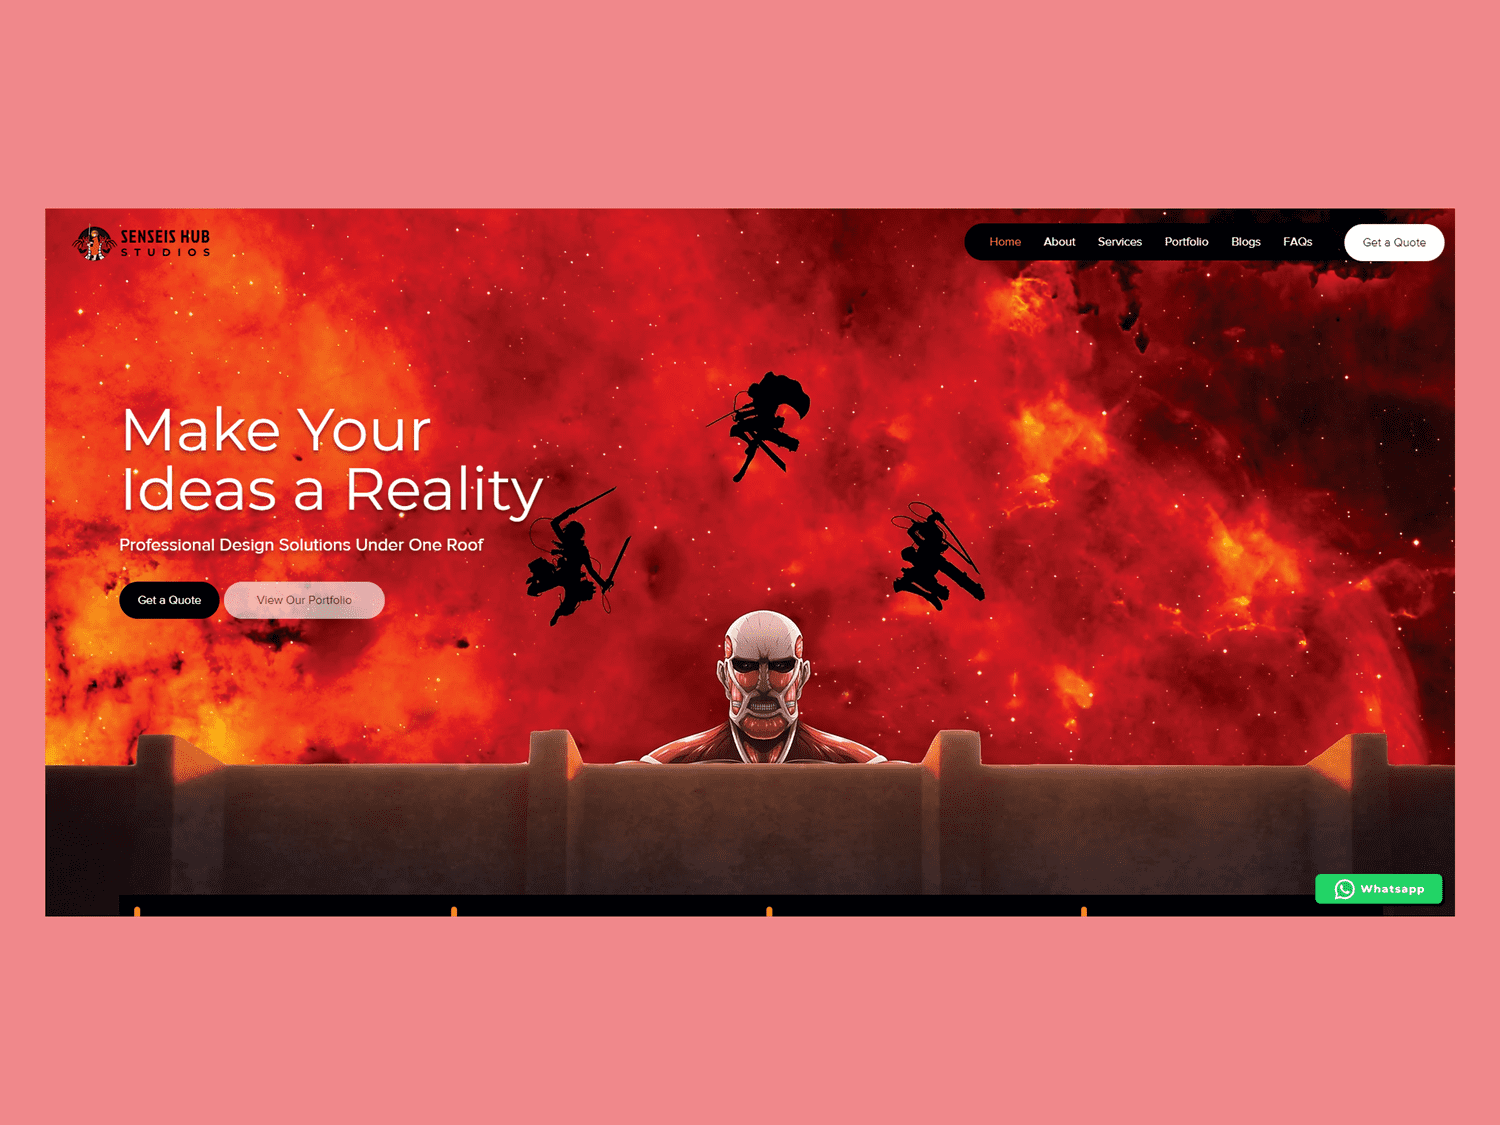 SENSEIS HUB
STUDIOS
Home About Services Portfolio Blogs FAQs
Get a Quote
Make Your
Ideas a Reality
Professional Design Solutions Under One Roof
Get a Quote
View Our Portfolio
Whatsapp